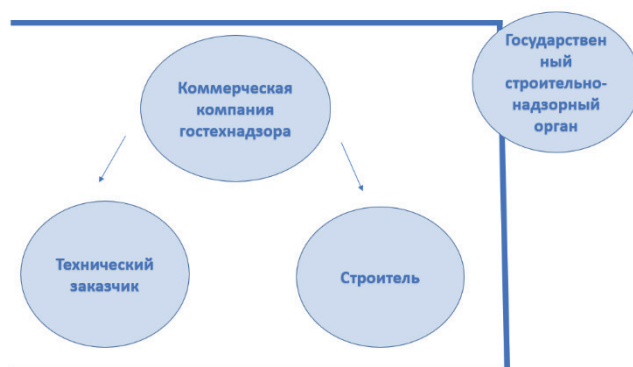 Государствен
ный
строительно-
надзорный
орган
Коммерческая
компания
гостехнадзора
Технический
заказчик
Строитель